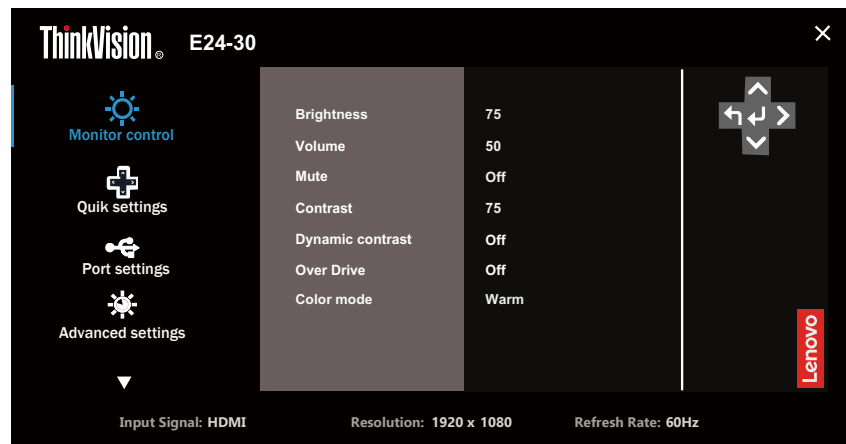 ThinkVision® E24-30
Monitor control
Quik settings
Port settings
Advanced settings
Brightness 75
Volume 50
Mute Off
Contrast 75
Dynamic contrast Off
Over Drive Off
Color mode Warm
Lenovo
Input Signal: HDMI Resolution: 1920 x 1080 Refresh Rate: 60Hz